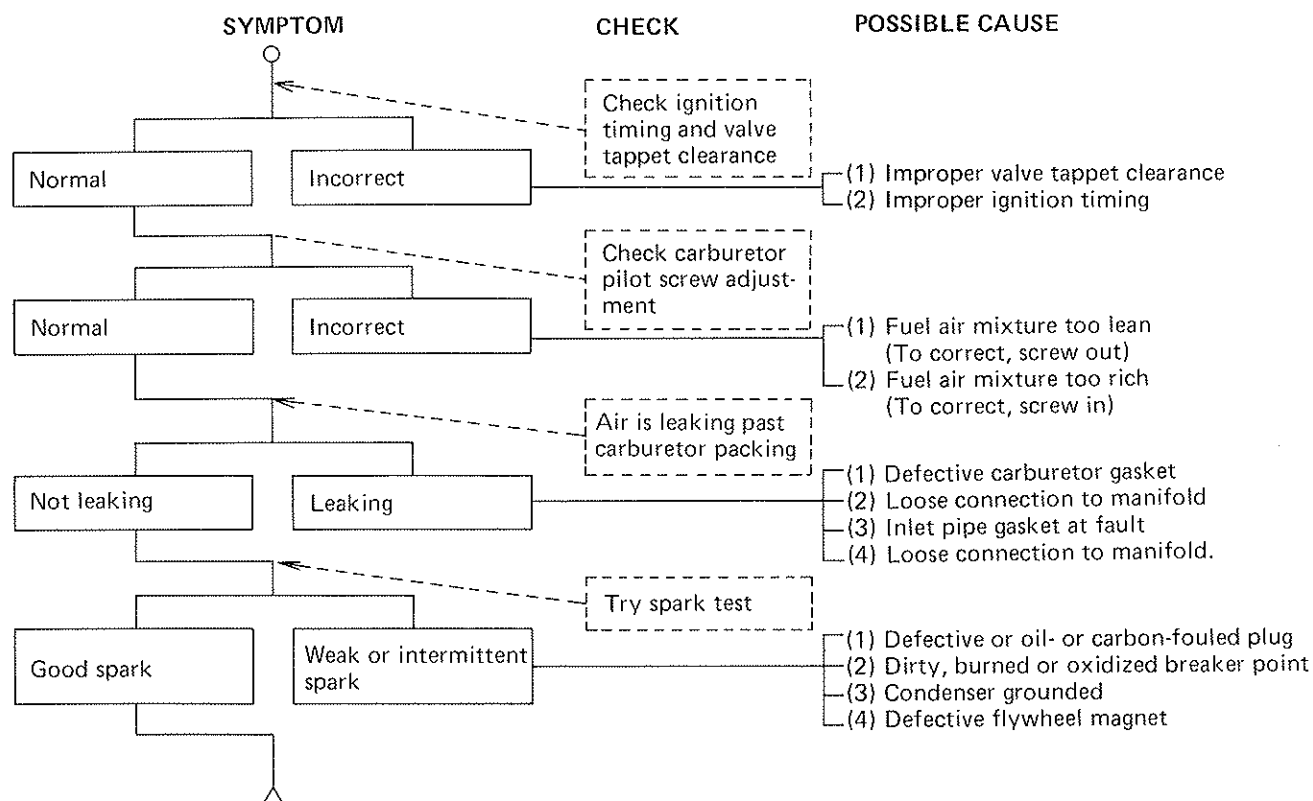 SYMPTOM
CHECK
POSSIBLE CAUSE
Check ignition
timing and valve
tappet clearance
Normal
Incorrect
(1) Improper valve tappet clearance
(2) Improper ignition timing
Check carburetor
pilot screw adjust-
ment
Normal
Incorrect
(1) Fuel air mixture too lean
(To correct, screw out)
(2) Fuel air mixture too rich
(To correct, screw in)
Air is leaking past
carburetor packing
Not leaking
Leaking
(1) Defective carburetor gasket
(2) Loose connection to manifold
(3) Inlet pipe gasket at fault
(4) Loose connection to manifold.
Try spark test
Good spark
Weak or intermittent
spark
(1) Defective or oil- or carbon-fouled plug
(2) Dirty, burned or oxidized breaker point
(3) Condenser grounded
(4) Defective flywheel magnet